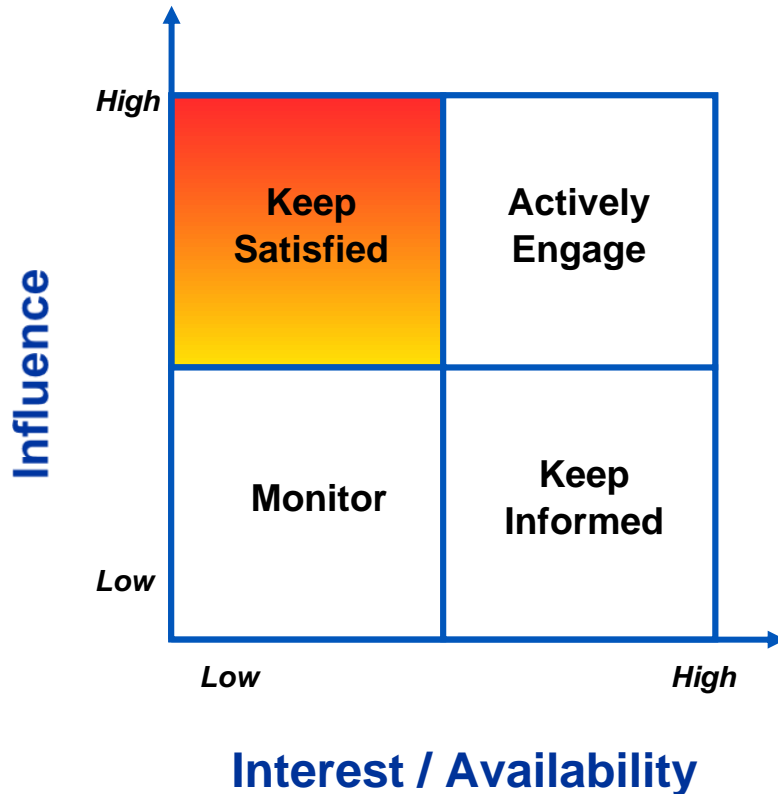 High
Keep
Satisfied
Actively
Engage
Influence
Monitor
Keep
Informed
Low
Low
High
Interest / Availability